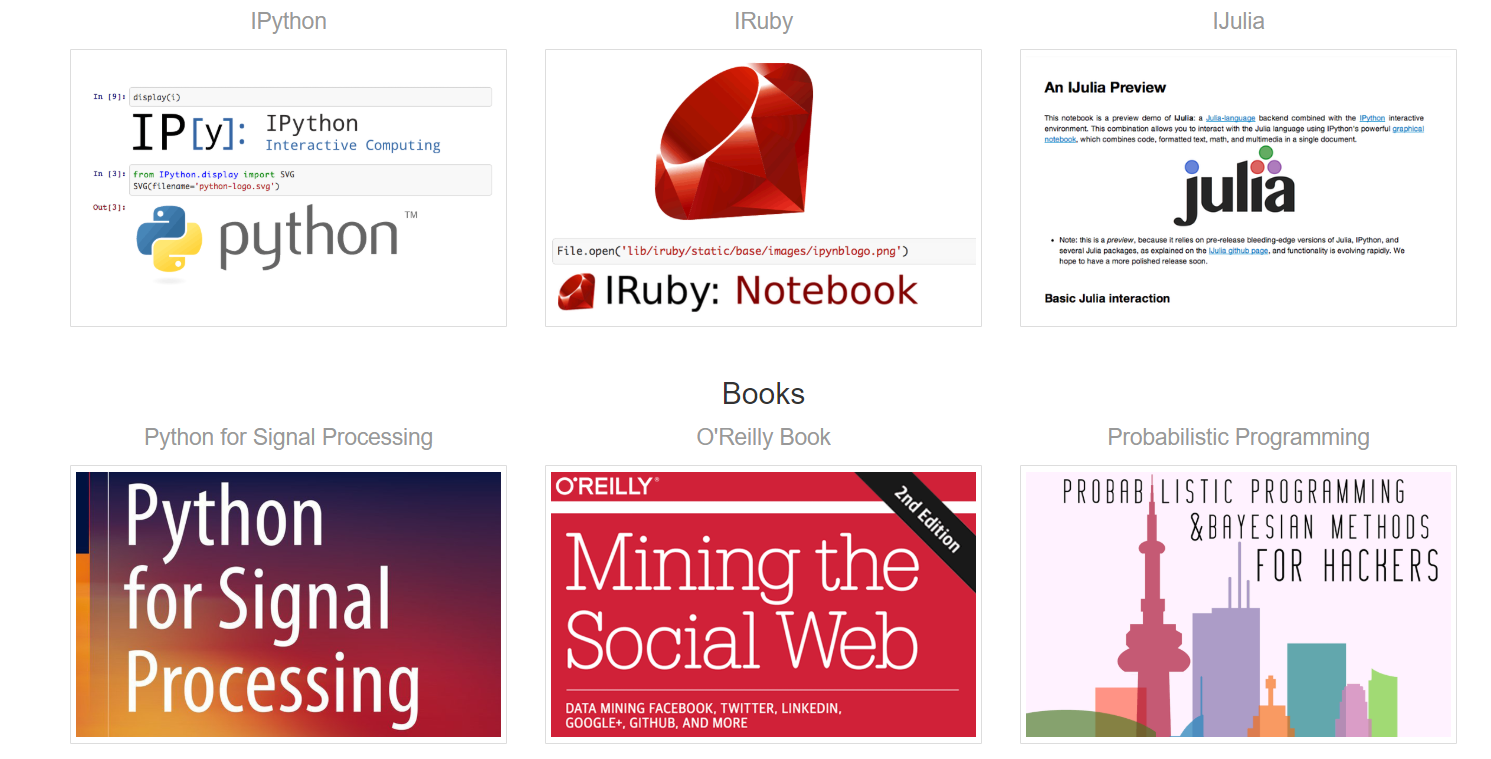 IPython
IRuby
IJulia
In [9]: display(i)
IP[y]: IPython
Interactive Computing
In [3]: from IPython.display import SVG
SVG(filename='python-logo.svg')
Out[3]:
python™
File.open('lib/iruby/static/base/images/ipynblogo.png')
IRuby: Notebook
An IJulia Preview
This notebook is a preview demo of IJulia: a Julia-language backend combined with the IPython interactive
environment. This combination allows you to interact with the Julia language using IPython's powerful graphical
notebook, which combines code, formatted text, math, and multimedia in a single document.
julia
• Note: this is a preview, because it relies on pre-release bleeding-edge versions of Julia, IPython, and
several Julia packages, as explained on the IJulia github page, and functionality is evolving rapidly. We
hope to have a more polished release soon.
Basic Julia interaction
Books
Python for Signal Processing
O'Reilly Book
Probabilistic Programming
Python
for Signal
Processing
O'REILLY®
2nd Edition
Mining the
Social Web
DATA MINING FACEBOOK, TWITTER, LINKEDIN,
GOOGLE+, GITHUB, AND MORE
PROBABILISTIC PROGRAMMING
&BAYESIAN METHODS
FOR HACKERS